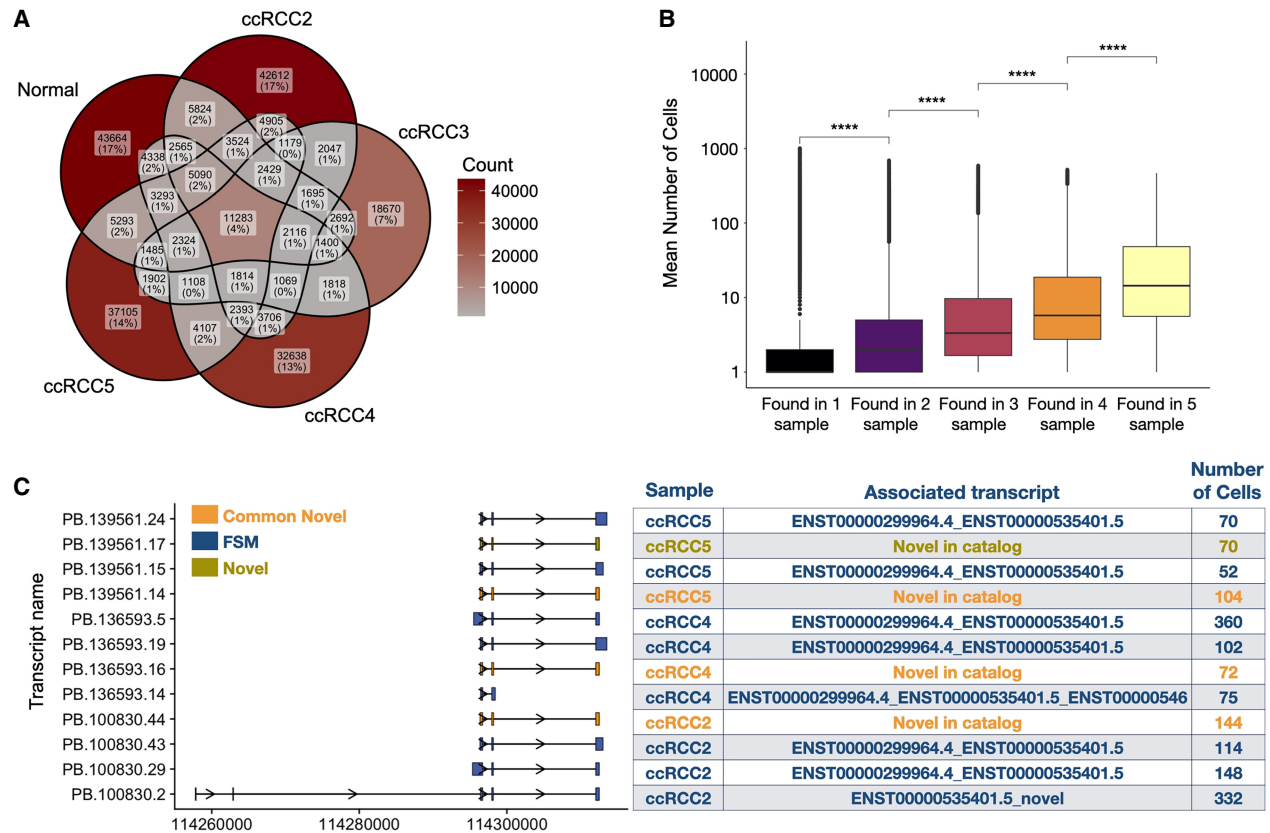 A
ccRCC2
Normal
ccRCC3
ccRCC5
ccRCC4
42612
(17%)
5824
(2%)
4905
(2%)
43664
(17%)
2565
(1%)
3524
(1%)
1179
(0%)
2047
(1%)
4338
(2%)
5090
(2%)
2429
(1%)
3293
(1%)
1695
(1%)
18670
(7%)
5293
(2%)
11283
(4%)
2692
(1%)
2324
(1%)
2116
(1%)
1400
(1%)
1485
(1%)
1902
(1%)
1108
(0%)
1814
(1%)
1069
(0%)
1818
(1%)
37105
(14%)
4107
(2%)
2393
(1%)
3706
(1%)
32638
(13%)
Count
40000
30000
20000
10000
B
Mean Number of Cells
10000
1000
100
10
1
****
****
****
****
Found in 1
sample
Found in 2
sample
Found in 3
sample
Found in 4
sample
Found in 5
sample
C
Transcript name
Common Novel
FSM
Novel
PB.139561.24
PB.139561.17
PB.139561.15
PB.139561.14
PB.136593.5
PB.136593.19
PB.136593.16
PB.136593.14
PB.100830.44
PB.100830.43
PB.100830.29
PB.100830.2
114260000 114280000 114300000
Sample Associated transcript Number of Cells
ccRCC5 ENST00000299964.4_ENST00000535401.5 70
ccRCC5 Novel in catalog 70
ccRCC5 ENST00000299964.4_ENST00000535401.5 52
ccRCC5 Novel in catalog 104
ccRCC4 ENST00000299964.4_ENST00000535401.5 360
ccRCC4 ENST00000299964.4_ENST00000535401.5 102
ccRCC4 Novel in catalog 72
ccRCC4 ENST00000299964.4_ENST00000535401.5_ENST00000546 75
ccRCC2 Novel in catalog 144
ccRCC2 ENST00000299964.4_ENST00000535401.5 114
ccRCC2 ENST00000299964.4_ENST00000535401.5 148
ccRCC2 ENST00000535401.5_novel 332